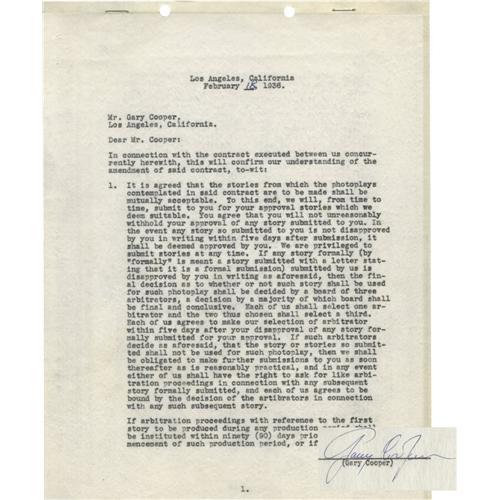 Los Angeles, California
February 18, 1936.
Mr. Gary Cooper,
Los Angeles, California.
Dear Mr. Cooper:
In connection with the contract executed between us concur-
rently herewith, this will confirm our understanding of the
amendment of said contract, to-wit:
1. It is agreed that the stories from which the photoplays
contemplated in said contract are to be made shall be
mutually acceptable. To this end, we will, from time to
time, submit to you for your approval stories which we
deem suitable. You agree that you will not unreasonably
withhold your approval of any story submitted to you. In
the event any story so submitted to you is not disapproved
by you in writing within five days after submission, it
shall be deemed approved by you. We are privileged to
submit stories at any time. If any story formally (by
"formally" is meant a story submitted with a letter stat-
ing that it is a formal submission) submitted by us is
disapproved by you in writing as aforesaid, then the fin-
al decision as to whether or not such story shall be used
for such photoplay shall be decided by a board of three
arbitrators, a decision by a majority of which board shall
be final and conclusive. Each of us shall select one ar-
bitrator and the two thus chosen shall select a third.
Each of us agrees to make our selection of arbitrator
within five days after your disapproval of any story for-
mally submitted for your approval. If such arbitrators
decide as aforesaid, that the story or stories so submit-
ted shall not be used for such photoplay, then we shall
be obligated to make further submissions to you as soon
thereafter as is reasonably practical, and in any event
either of us shall have the right to ask for like arbi-
tration proceedings in connection with any subsequent
story formally submitted, and each of us agrees to be
bound by the decision of the artibrators in connection
with any such subsequent story.
If arbitration proceedings with reference to the first
story to be produced during any production period shall
be instituted within ninety (90) days prio
mencement of such production period, or if
Gary Cooper
(Gary Cooper)
1.